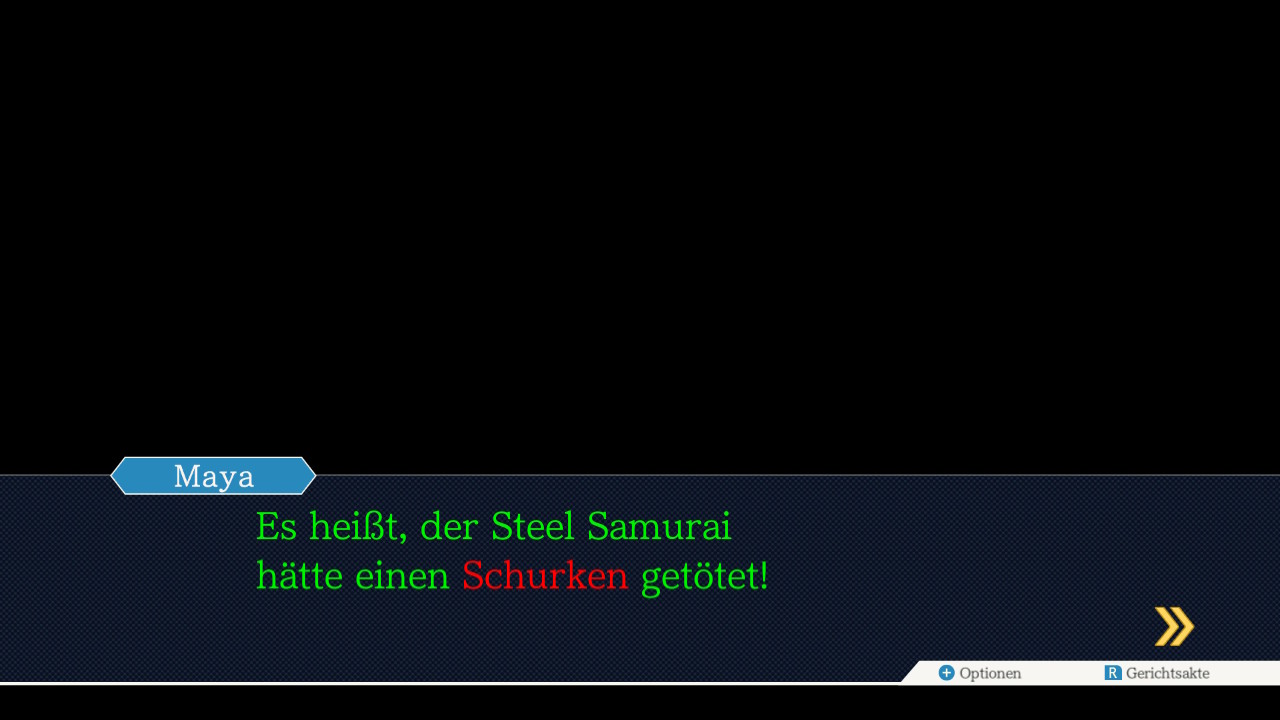 Maya
Es heißt, der Steel Samurai
hätte einen Schurken getötet!
+ Optionen
R Gerichtsakte